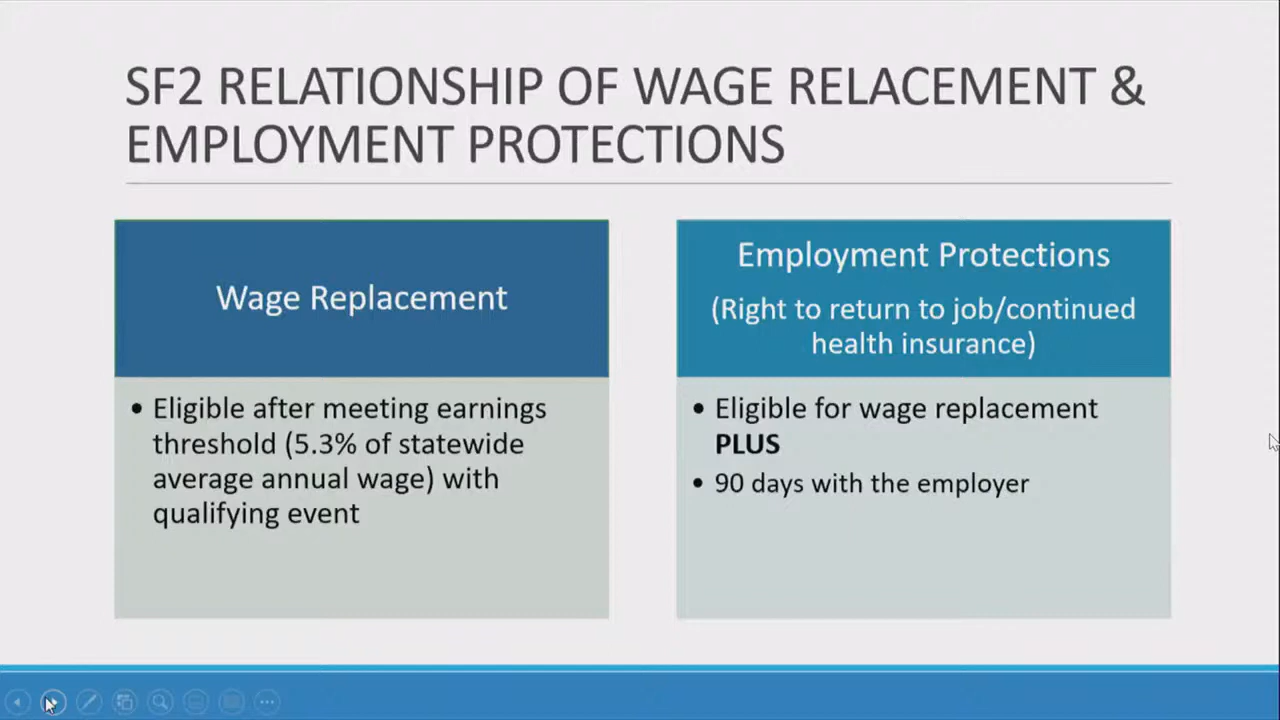 SF2 RELATIONSHIP OF WAGE RELACEMENT &
EMPLOYMENT PROTECTIONS
Wage Replacement
• Eligible after meeting earnings
threshold (5.3% of statewide
average annual wage) with
qualifying event
Employment Protections
(Right to return to job/continued
health insurance)
• Eligible for wage replacement
PLUS
• 90 days with the employer